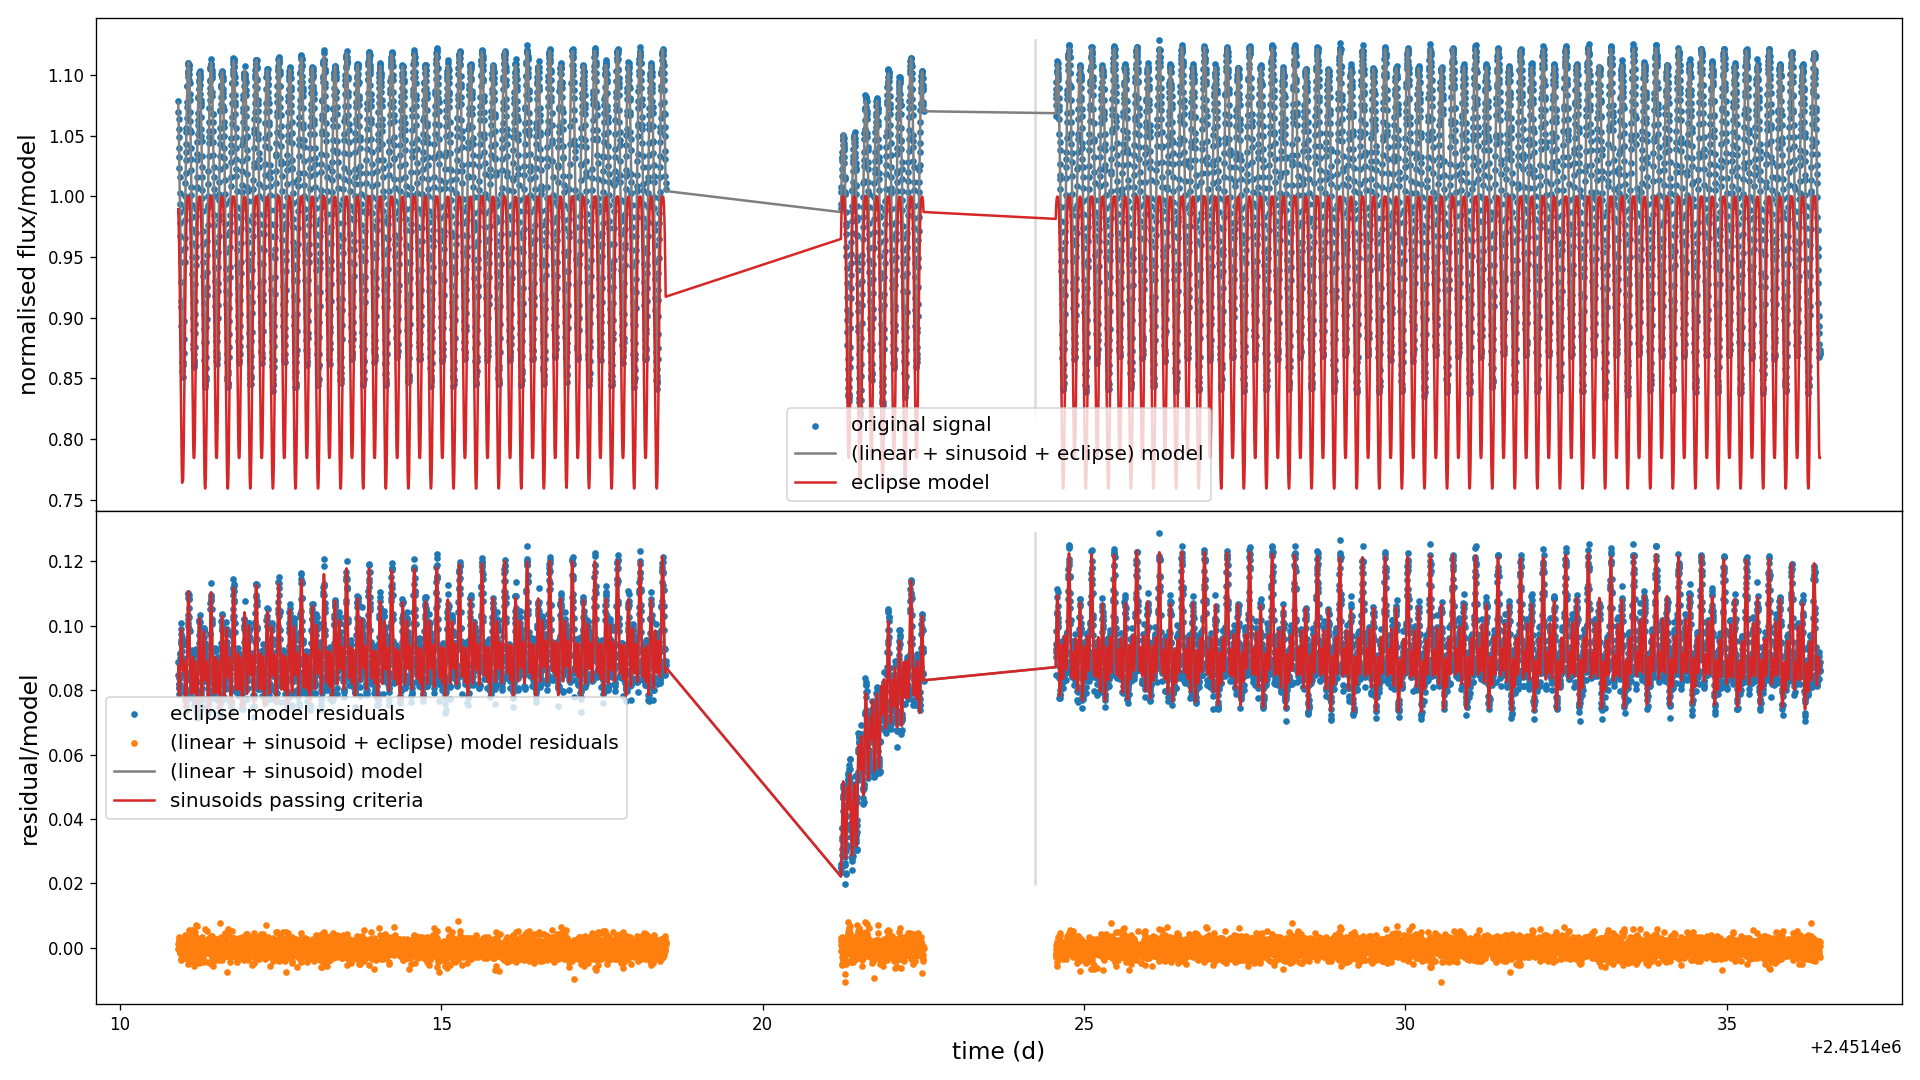 1.10
1.05
1.00
0.95
0.90
0.85
0.80
0.75
normalised flux/model
original signal
(linear + sinusoid + eclipse) model
eclipse model
0.12
0.10
0.08
0.06
0.04
0.02
0.00
residual/model
eclipse model residuals
(linear + sinusoid + eclipse) model residuals
(linear + sinusoid) model
sinusoids passing criteria
10
15
20
25
30
35
time (d)
+2.4514e6